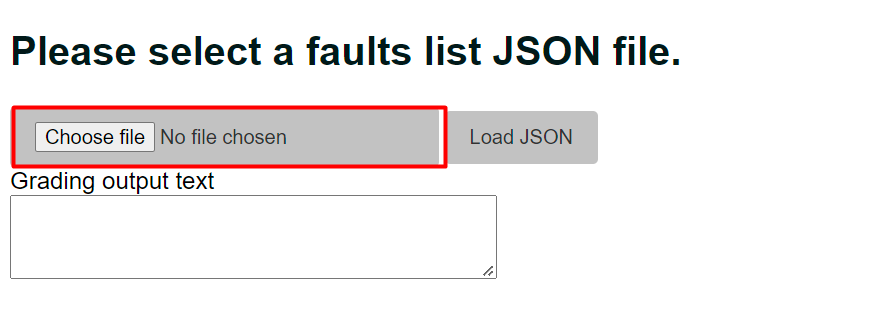 Please select a faults list JSON file.
Choose file No file chosen Load JSON
Grading output text